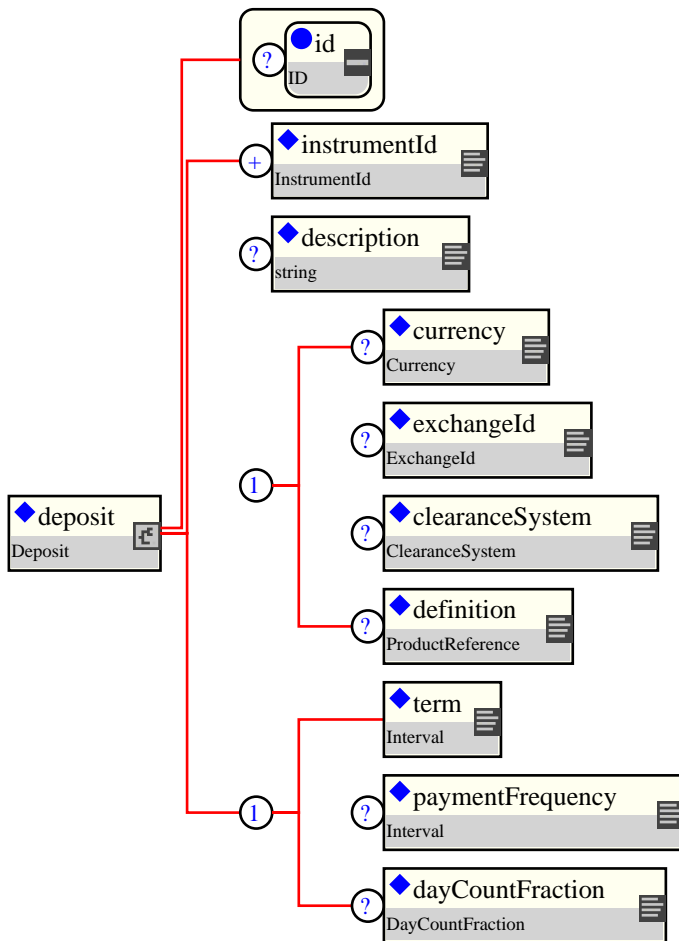 ?
id
ID
+
instrumentId
InstrumentId
?
description
string
?
currency
Currency
?
exchangeId
ExchangeId
1
deposit
Deposit
?
clearanceSystem
ClearanceSystem
?
definition
ProductReference
term
Interval
1
?
paymentFrequency
Interval
?
dayCountFraction
DayCountFraction